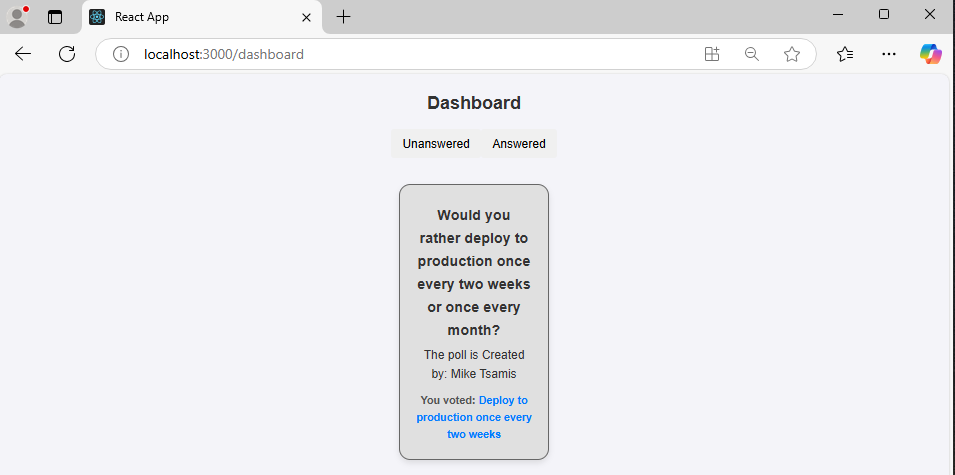 React App
localhost:3000/dashboard
Dashboard
Unanswered Answered
Would you
rather deploy to
production once
every two weeks
or once every
month?
The poll is Created
by: Mike Tsamis
You voted: Deploy to
production once every
two weeks